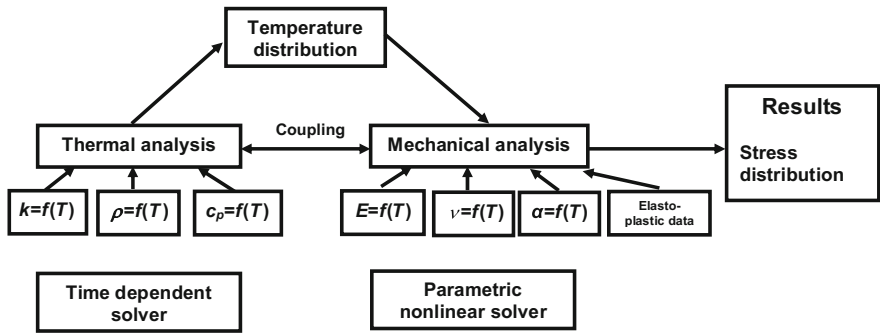 Temperature
distribution
Results
Stress
distribution
Thermal analysis
Coupling
Mechanical analysis
k=f(T)
ρ=f(T)
cp=f(T)
E=f(T)
ν=f(T)
α=f(T)
Elasto-
plastic data
Time dependent
solver
Parametric
nonlinear solver